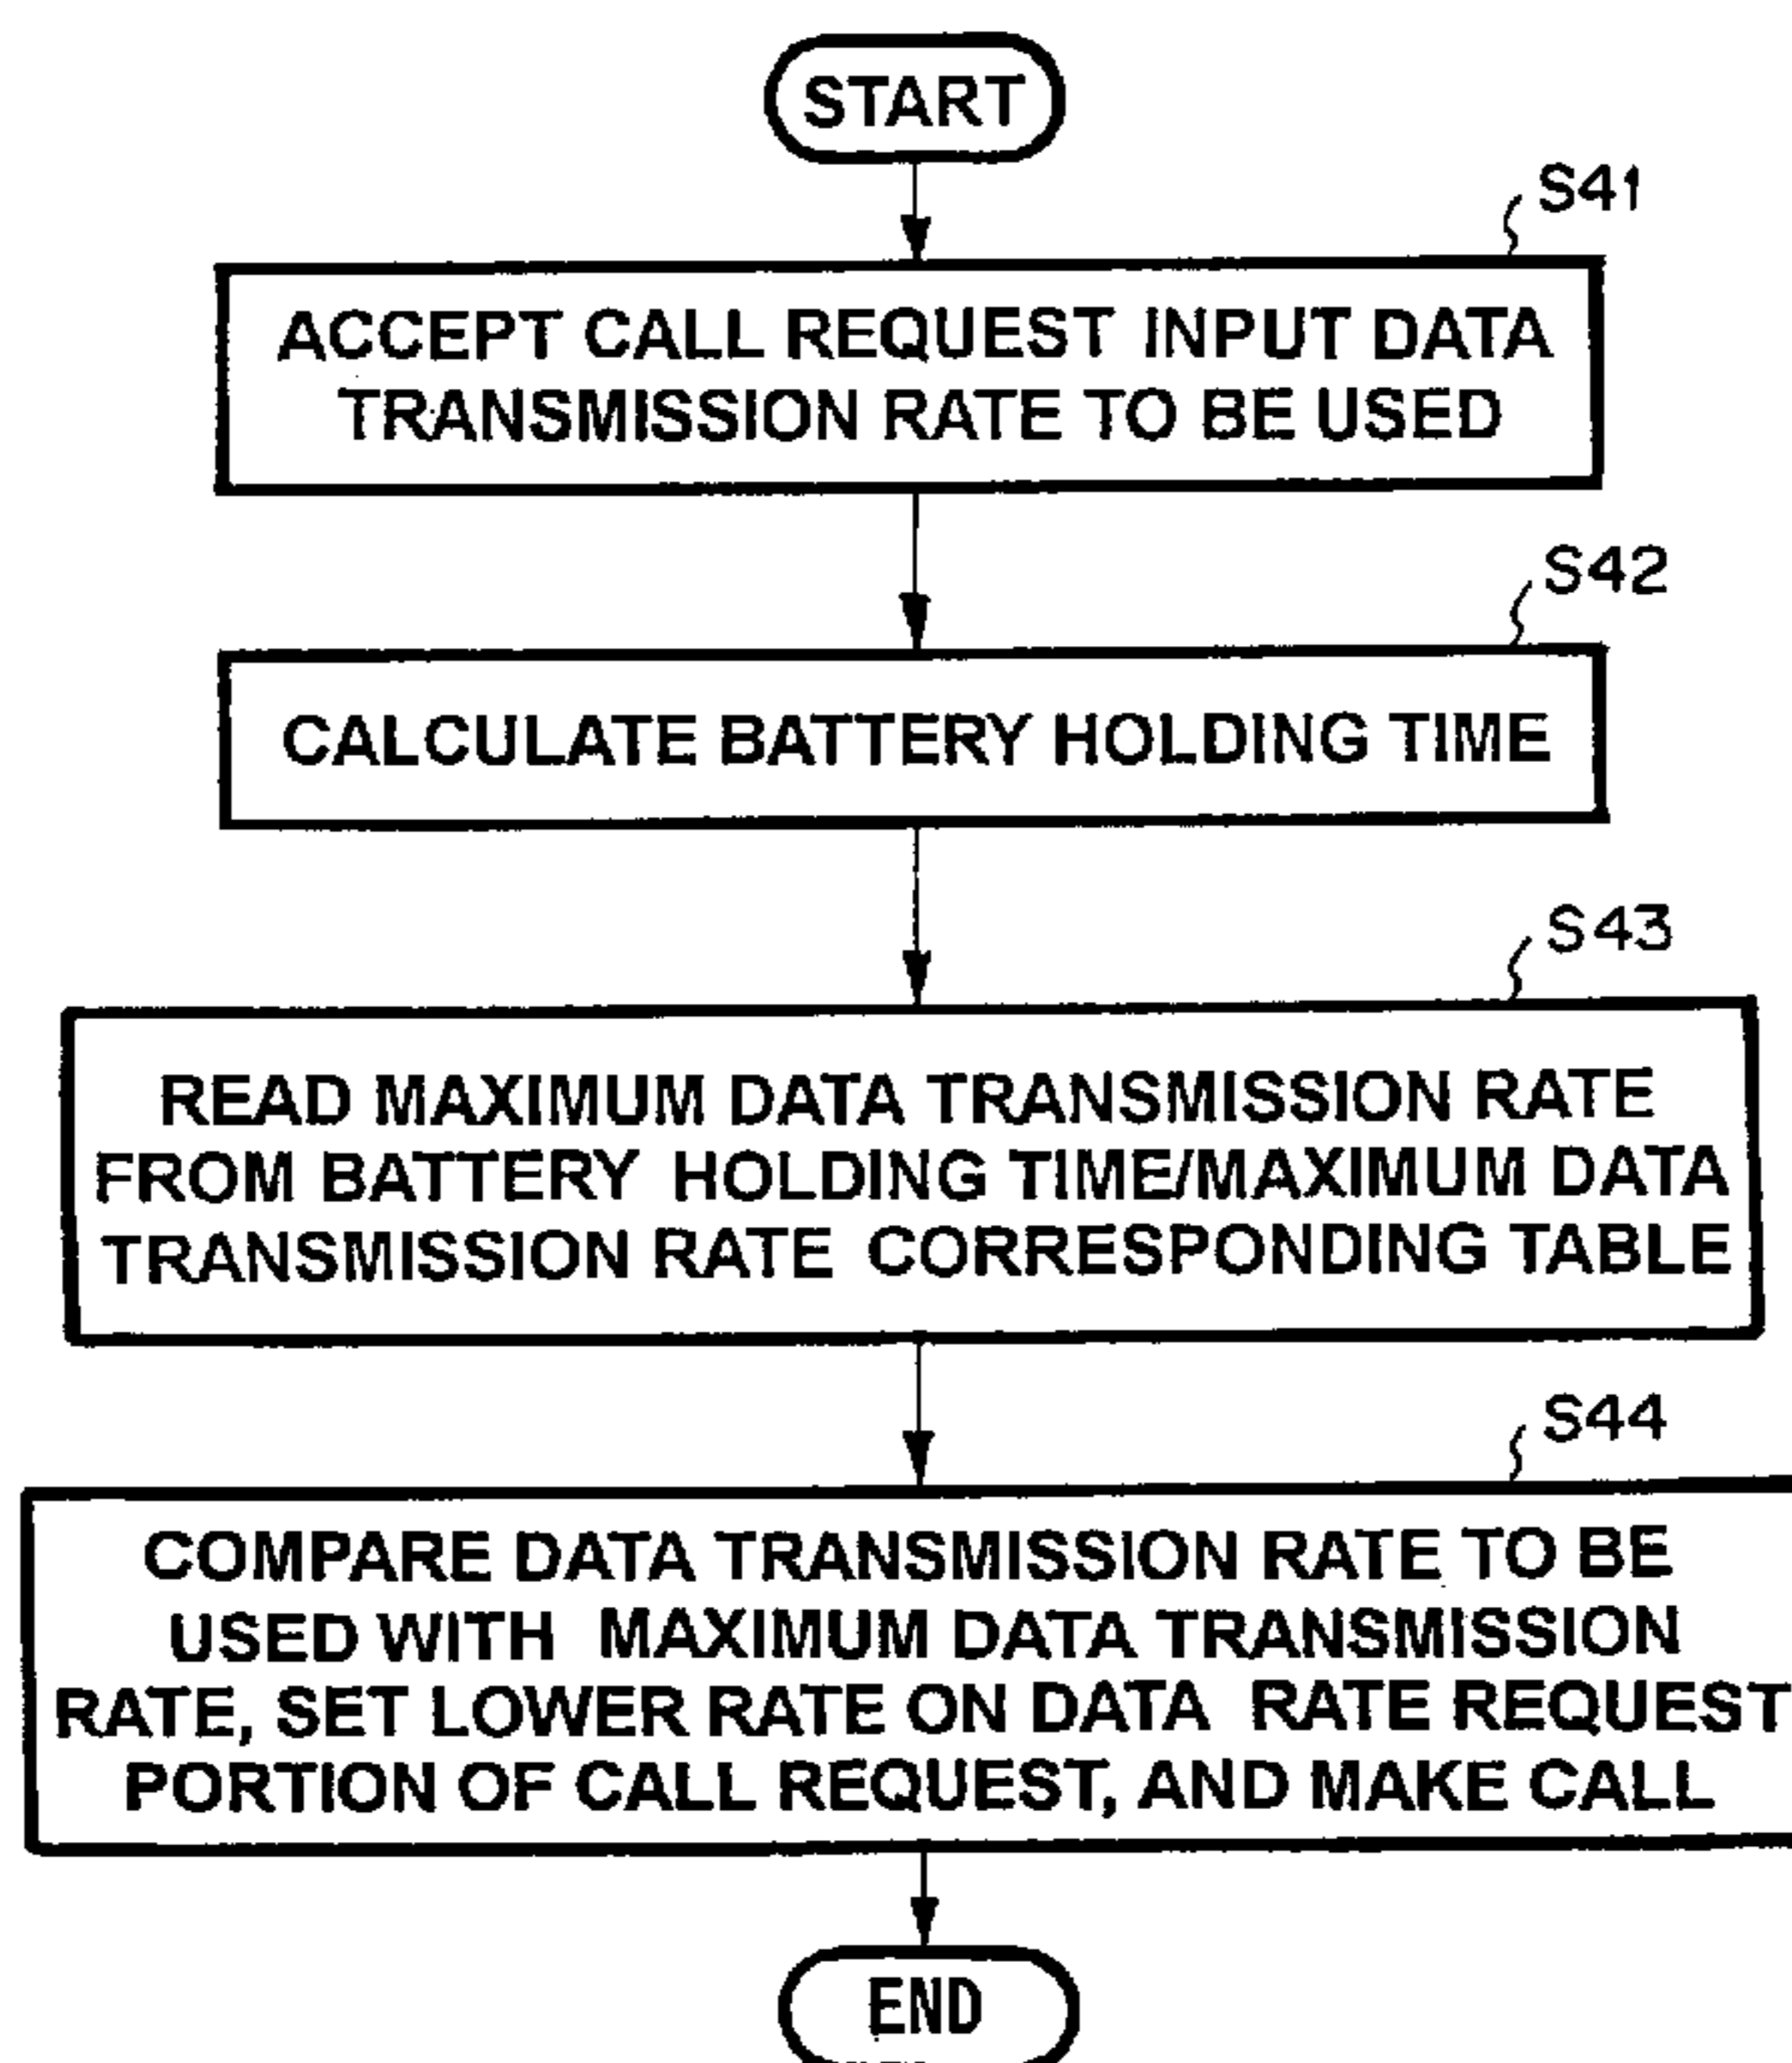 START
S41
ACCEPT CALL REQUEST INPUT DATA
TRANSMISSION RATE TO BE USED
S42
CALCULATE BATTERY HOLDING TIME
S43
READ MAXIMUM DATA TRANSMISSION RATE
FROM BATTERY HOLDING TIME/MAXIMUM DATA
TRANSMISSION RATE CORRESPONDING TABLE
S44
COMPARE DATA TRANSMISSION RATE TO BE
USED WITH MAXIMUM DATA TRANSMISSION
RATE, SET LOWER RATE ON DATA RATE REQUEST
PORTION OF CALL REQUEST, AND MAKE CALL
END